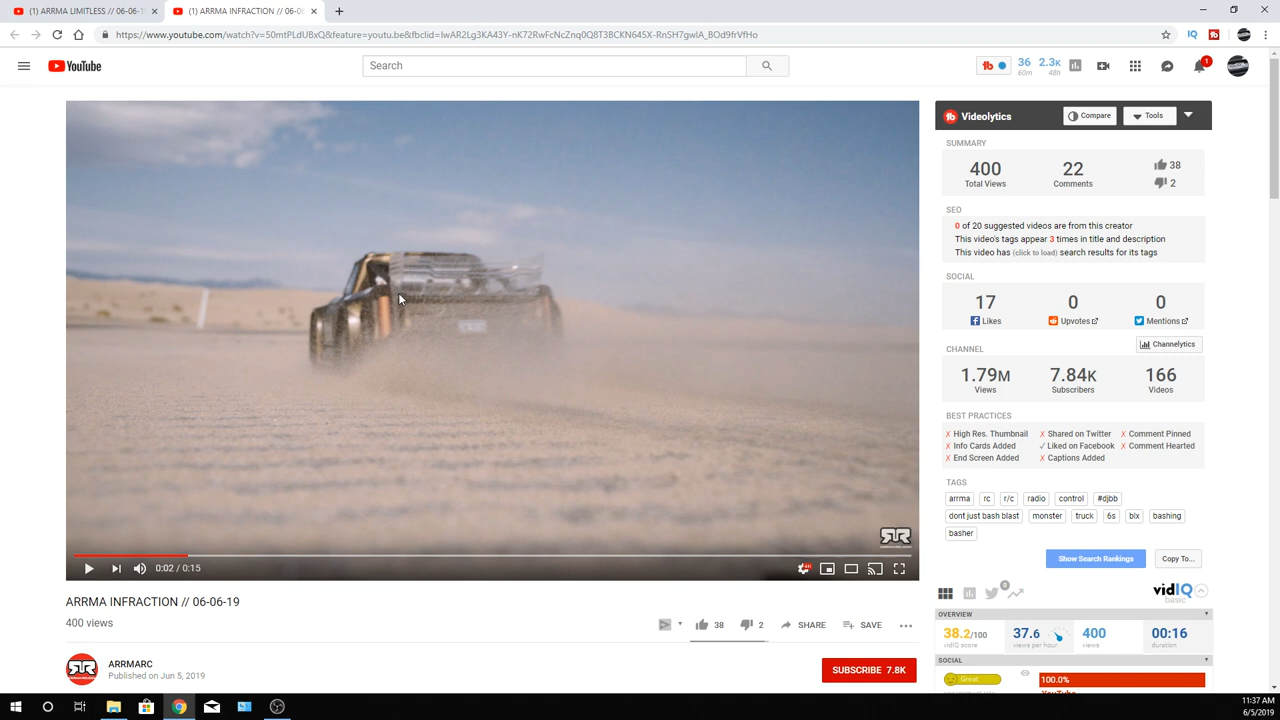 (1) ARRMA LIMITLESS // 06-06-1
(1) ARRMA INFRACTION // 06-06
https://www.youtube.com/watch?v=50mtPLdUBxQ&feature=youtu.be&fbclid=IwAR2Lg3KA43Y-nK72RwFcNcZnq0Q8T3BCKN645X-RnSH7gwIA_BOd9frVfHo
IQ
YouTube
Search
36 2.3K
60m 48h
1
Videolytics
Compare
Tools
SUMMARY
400 22 38
Total Views Comments 2
SEO
0 of 20 suggested videos are from this creator
This video's tags appear 3 times in title and description
This video has (click to load) search results for its tags
SOCIAL
17 0 0
Likes Upvotes Mentions
CHANNEL Channelytics
1.79M 7.84K 166
Views Subscribers Videos
BEST PRACTICES
X High Res. Thumbnail X Shared on Twitter X Comment Pinned
X Info Cards Added ✓ Liked on Facebook X Comment Hearted
X End Screen Added X Captions Added
TAGS
arrma rc r/c radio control #djbb
dont just bash blast monster truck 6s blx bashing
basher
Show Search Rankings Copy To...
0:02 / 0:15
0
vidIQ
basic
ARRMA INFRACTION // 06-06-19
400 views
38 2 SHARE SAVE
OVERVIEW
38.2/100 37.6 400 00:16
vidIQ score views per hour views duration
SOCIAL
Great 100.0%
ARRMARC
Published on Jun 5, 2019
SUBSCRIBE 7.8K
11:37 AM
6/5/2019